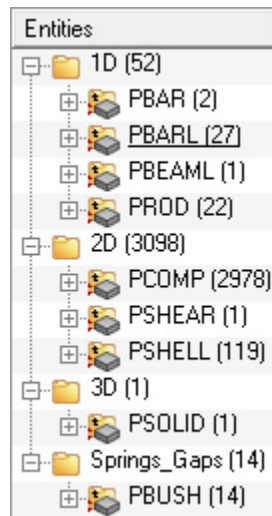 Entities
1D (52)
PBAR (2)
PBARL (27)
PBEAML (1)
PROD (22)
2D (3098)
PCOMP (2978)
PSHEAR (1)
PSHELL (119)
3D (1)
PSOLID (1)
Springs_Gaps (14)
PBUSH (14)